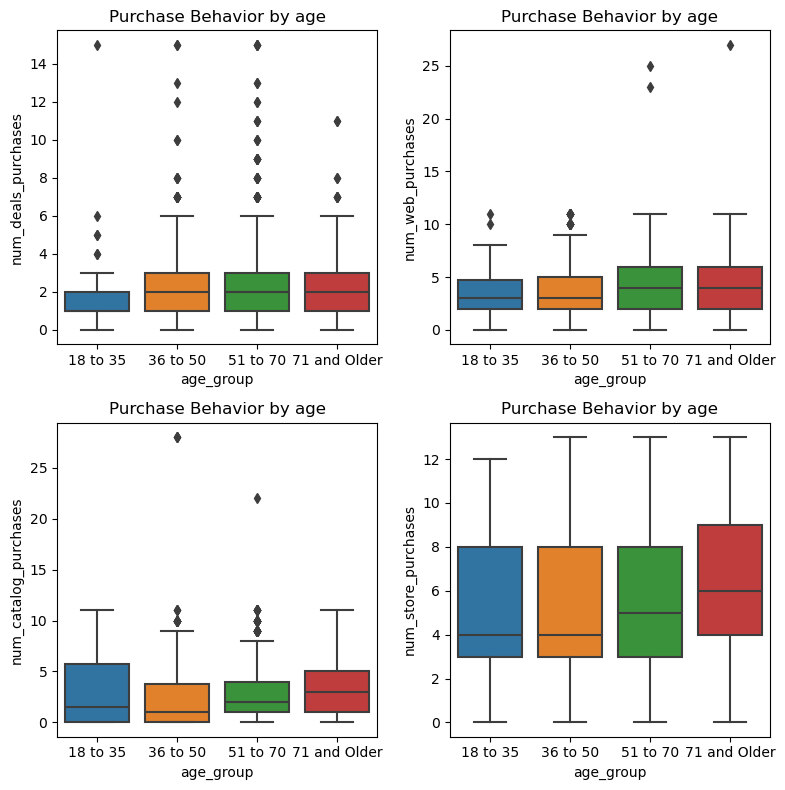 Purchase Behavior by age
num_deals_purchases
14
12
10
8
6
4
2
0
18 to 35 36 to 50 51 to 70 71 and Older
age_group
Purchase Behavior by age
num_web_purchases
25
20
15
10
5
0
18 to 35 36 to 50 51 to 70 71 and Older
age_group
Purchase Behavior by age
num_catalog_purchases
25
20
15
10
5
0
18 to 35 36 to 50 51 to 70 71 and Older
age_group
Purchase Behavior by age
num_store_purchases
12
10
8
6
4
2
0
18 to 35 36 to 50 51 to 70 71 and Older
age_group